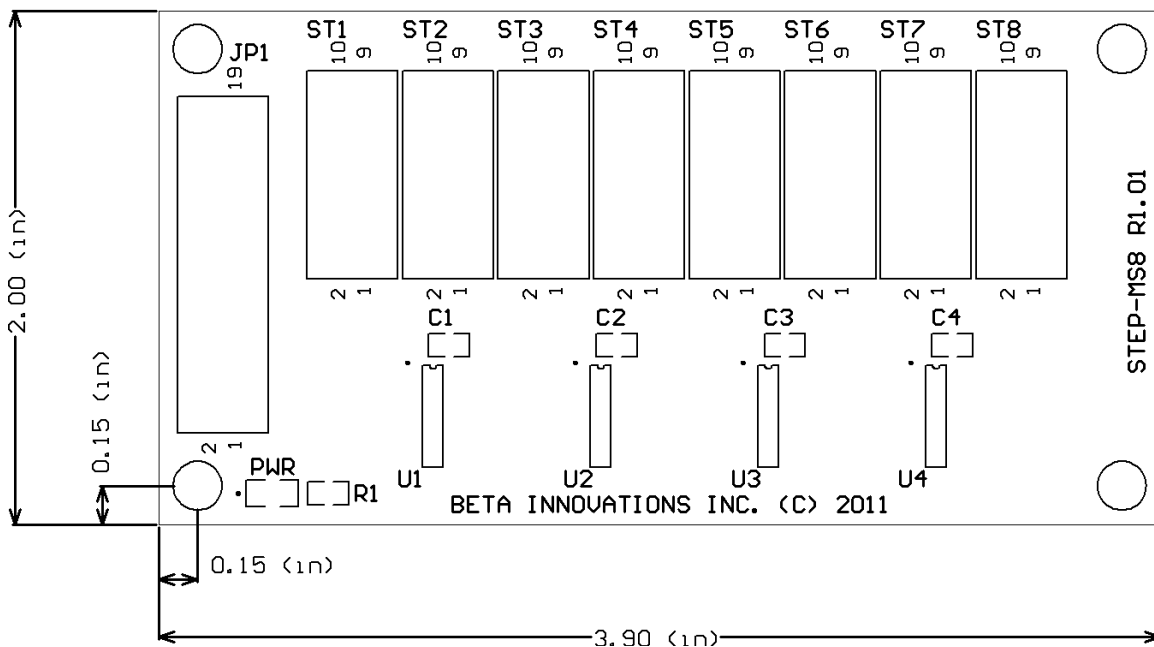 ST1 ST2 ST3 ST4 ST5 ST6 ST7 ST8
JP1
10 9 10 9 10 9 10 9 10 9 10 9 10 9 10 9
19
2 1 2 1 2 1 2 1 2 1 2 1 2 1 2 1
C1 C2 C3 C4
2 1
PWR
R1
U1 U2 U3 U4
BETA INNOVATIONS INC. (C) 2011
STEP-MS8 R1.01
2.00 (in)
0.15 (in)
0.15 (in)
3.90 (in)